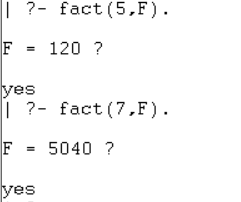 | ?- fact(5,F).
F = 120 ?
yes
| ?- fact(7,F).
F = 5040 ?
yes